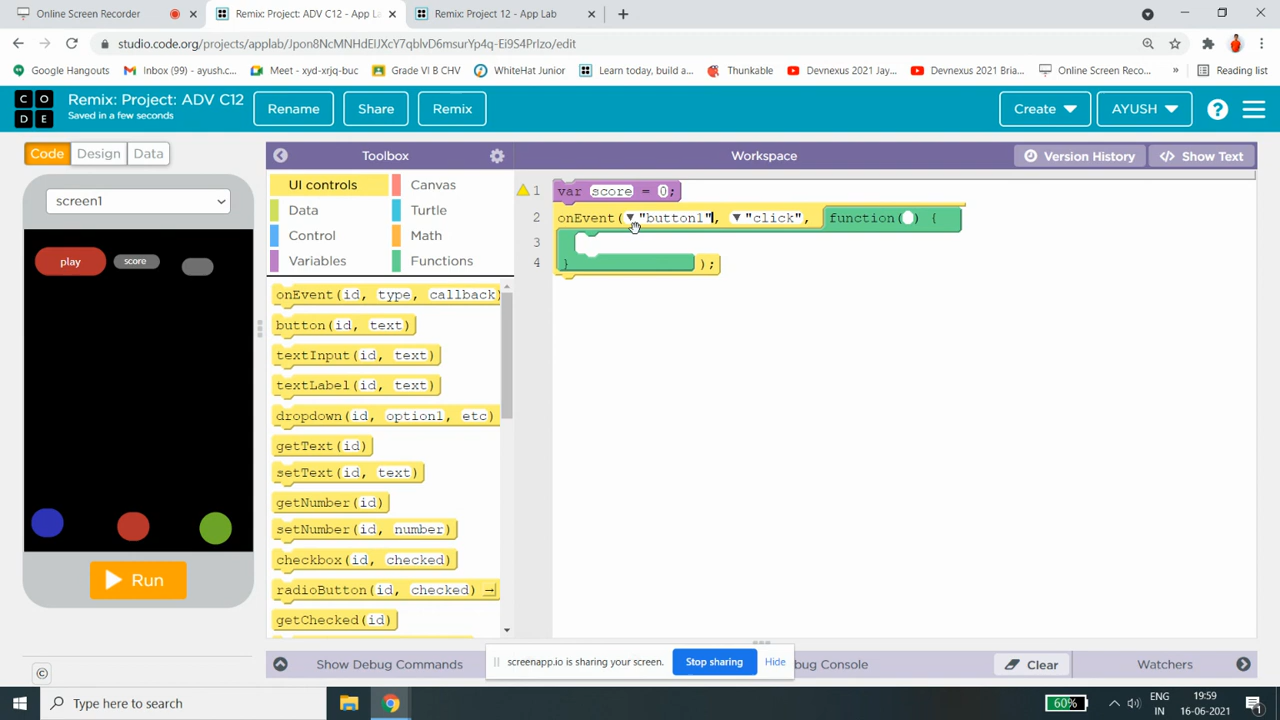 Online Screen Recorder
Remix: Project: ADV C12 - App La
Remix: Project 12 - App Lab
studio.code.org/projects/applab/Jpon8NcMNHdEIJXcY7qblvD6msurYp4q-Ei9S4PrIzo/edit
Google Hangouts
Inbox (99) - ayus.c...
Meet - xyd-xrjq-buc
Grade VI B CHV
WhiteHat Junior
Learn today, build a...
Thunkable
Devnexus 2021 Jay...
Devnexus 2021 Bria...
Online Screen Reco...
Reading list
CODE
Remix: Project: ADV C12
Saved in a few seconds
Rename
Share
Remix
Create
AYUSH
?
Code
Design
Data
Toolbox
Workspace
Version History
</> Show Text
screen1
play
score
Run
UI controls
Canvas
Data
Turtle
Control
Math
Variables
Functions
onEvent(id, type, callback)
button(id, text)
textInput(id, text)
textLabel(id, text)
dropdown(id, option1, etc)
getText(id)
setText(id, text)
getNumber(id)
setNumber(id, number)
checkbox(id, checked)
radioButton(id, checked)
getChecked(id)
1 var score = 0;
2 onEvent("button1", "click", function() {
3
4 } );
Show Debug Commands
screenapp.io is sharing your screen.
Stop sharing
Hide
bug Console
Clear
Watchers
Type here to search
60%
ENG
IN
19:59
16-06-2021
1